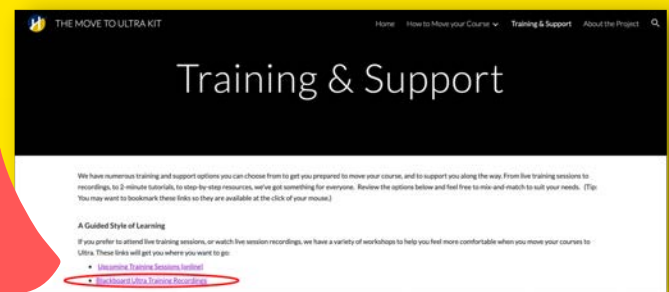 THE MOVE TO ULTRA KIT
Home How to Move your Course Training & Support About the Project
Training & Support
We have numerous training and support options you can choose from to get you prepared to move your course, and to support you along the way. From live training sessions to
recordings, to 2-minute tutorials, to step-by-step resources, we've got something for everyone. Review the options below and feel free to mix-and-match to suit your needs. (Tip:
You may want to bookmark these links so they are available at the click of your mouse.)
A Guided Style of Learning
If you prefer to attend live training sessions, or watch live session recordings, we have a variety of workshops to help you feel more comfortable when you move your courses to
Ultra. These links will get you where you want to go:
Upcoming Training Sessions (online)
Blackboard Ultra Training Recordings